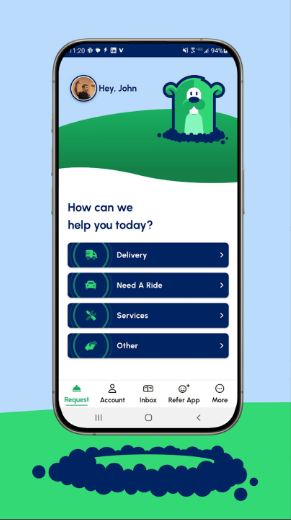 11:20
94%
Hey, John
How can we
help you today?
Delivery
Need A Ride
Services
Other
Request Account Inbox Refer App More